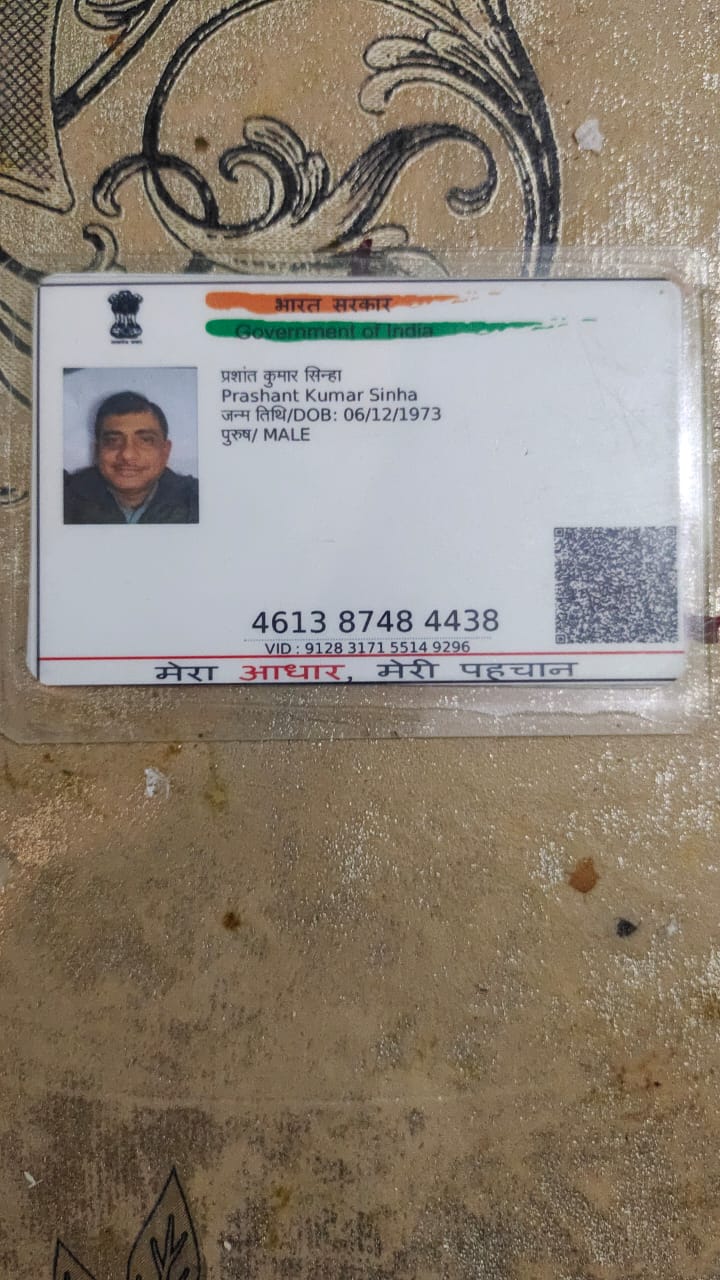 भारत सरकार
Government of India
प्रशांत कुमार सिन्हा
Prashant Kumar Sinha
जन्म तिथि/DOB: 06/12/1973
पुरुष/ MALE
4613 8748 4438
VID : 9128 3171 5514 9296
मेरा आधार, मेरी पहचान